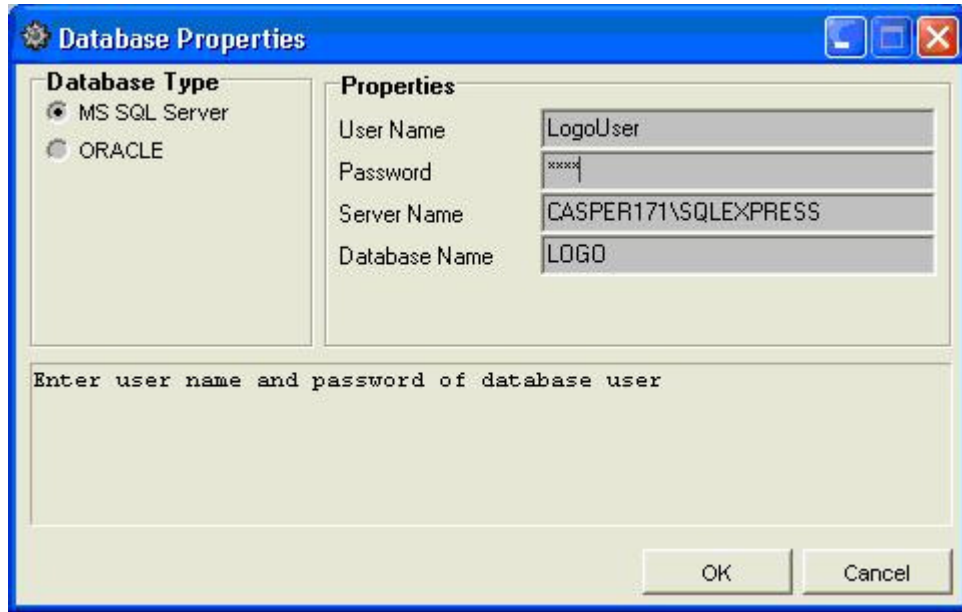 Database Properties
Database Type
MS SQL Server
ORACLE
Properties
User Name LogoUser
Password ****
Server Name CASPER171\SQLEXPRESS
Database Name LOGO
Enter user name and password of database user
OK Cancel